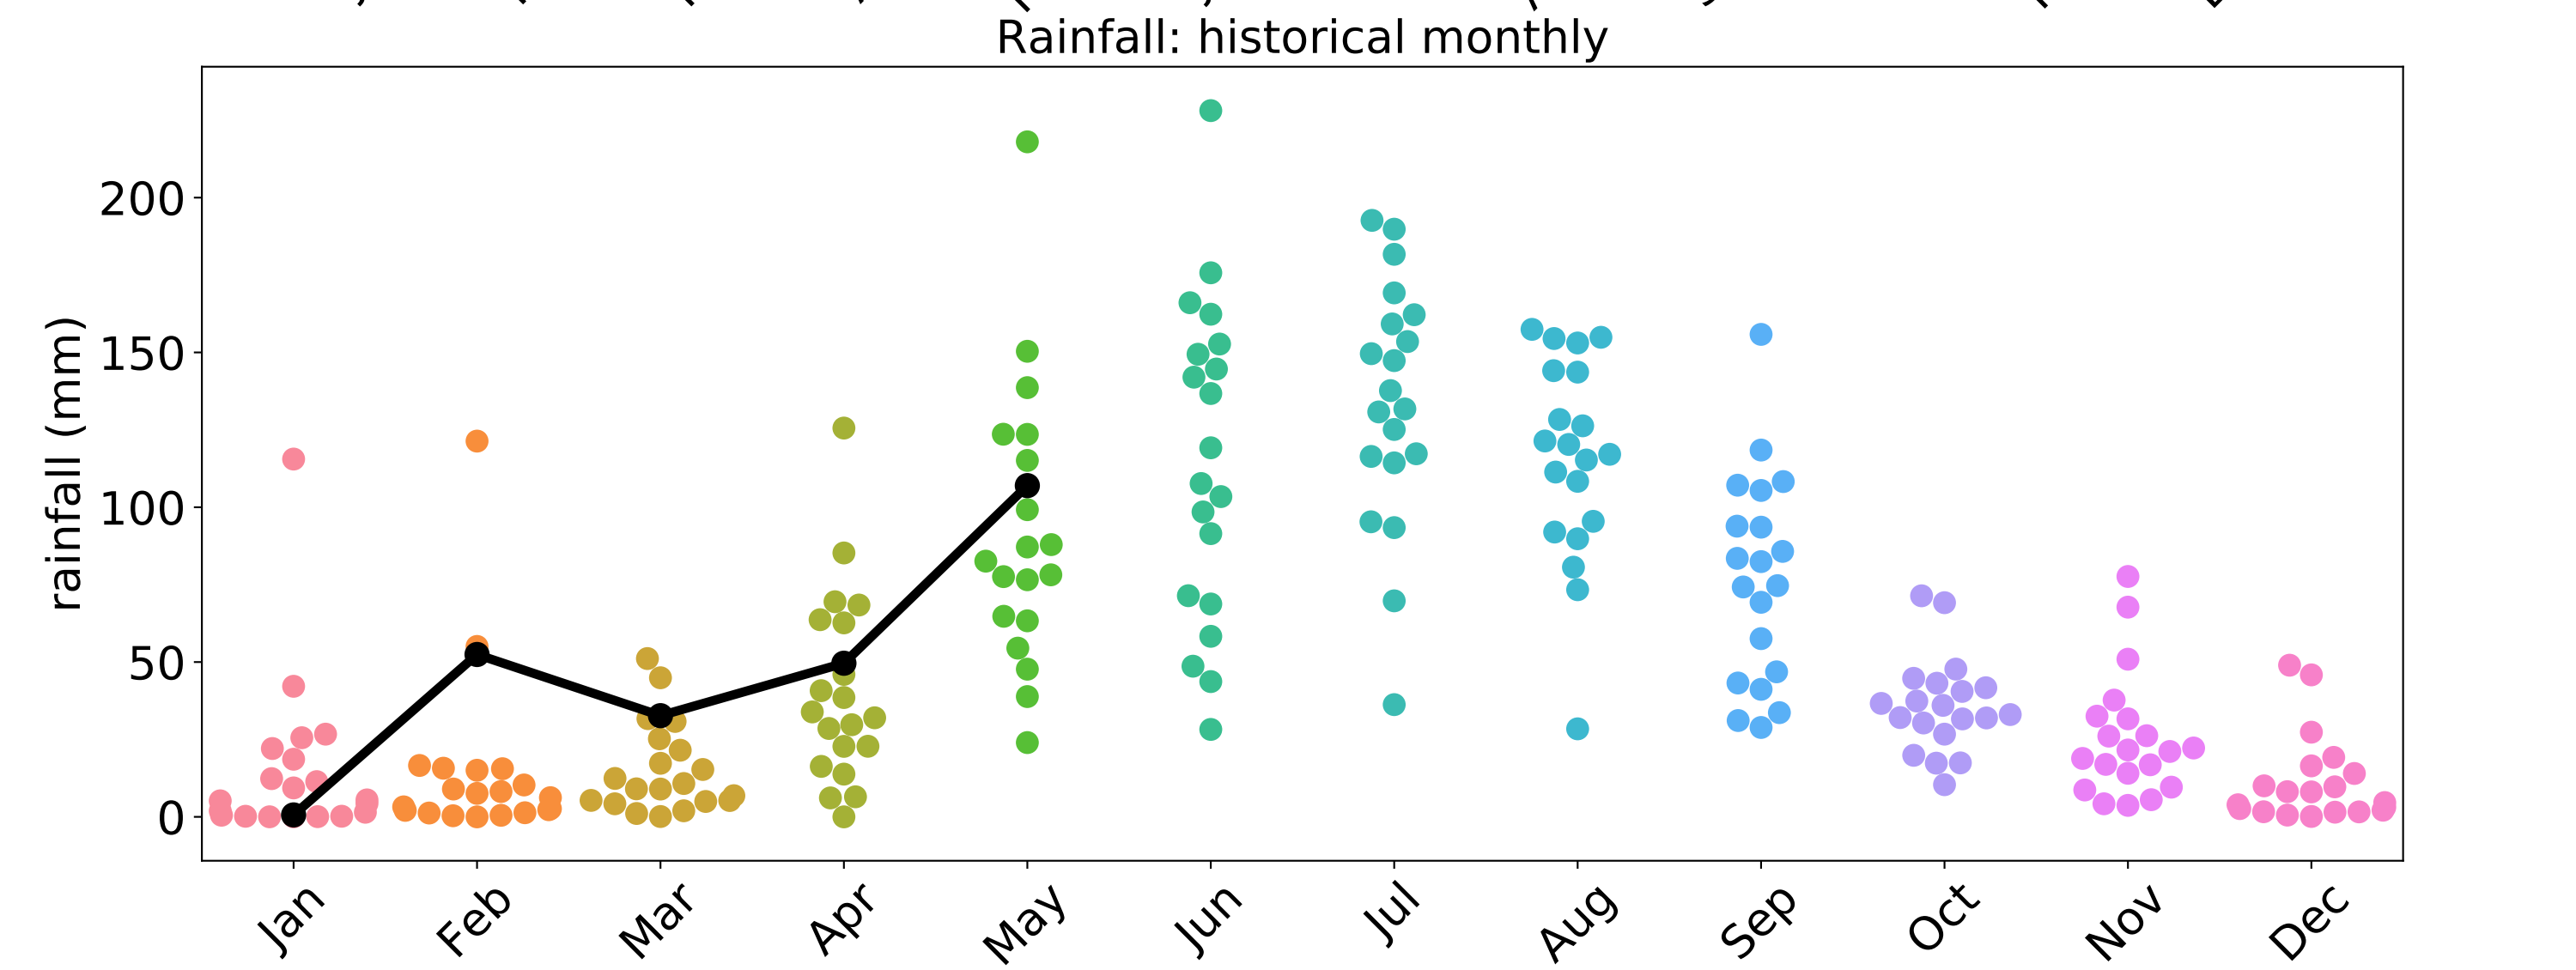 Rainfall: historical monthly
rainfall (mm)
200
150
100
50
0
Jan
Feb
Mar
Apr
May
Jun
Jul
Aug
Sep
Oct
Nov
Dec